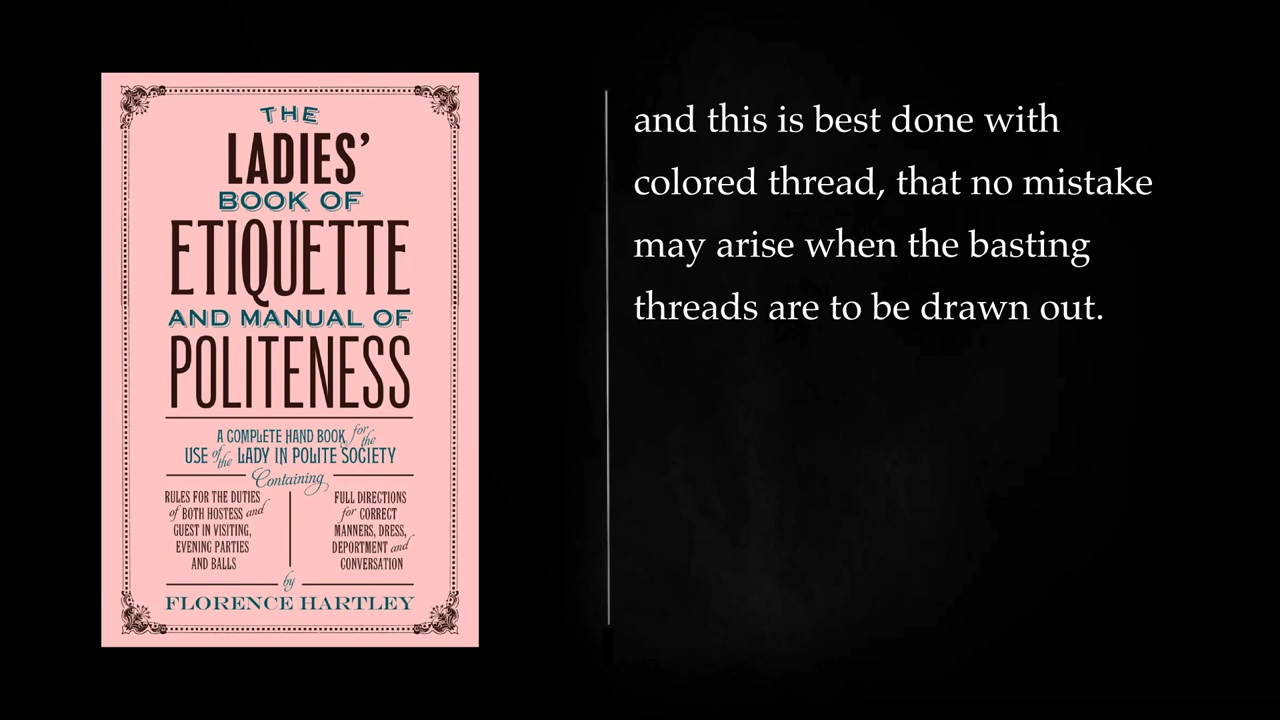 THE
LADIES'
BOOK OF
ETIQUETTE
AND MANUAL OF
POLITENESS
A COMPLETE HAND BOOK for the
USE of the LADY IN POLITE SOCIETY
Containing
RULES FOR THE DUTIES
of BOTH HOSTESS and
GUEST IN VISITING,
EVENING PARTIES
AND BALLS
FULL DIRECTIONS
for CORRECT
MANNERS, DRESS,
DEPORTMENT and
CONVERSATION
by
FLORENCE HARTLEY
and this is best done with
colored thread, that no mistake
may arise when the basting
threads are to be drawn out.